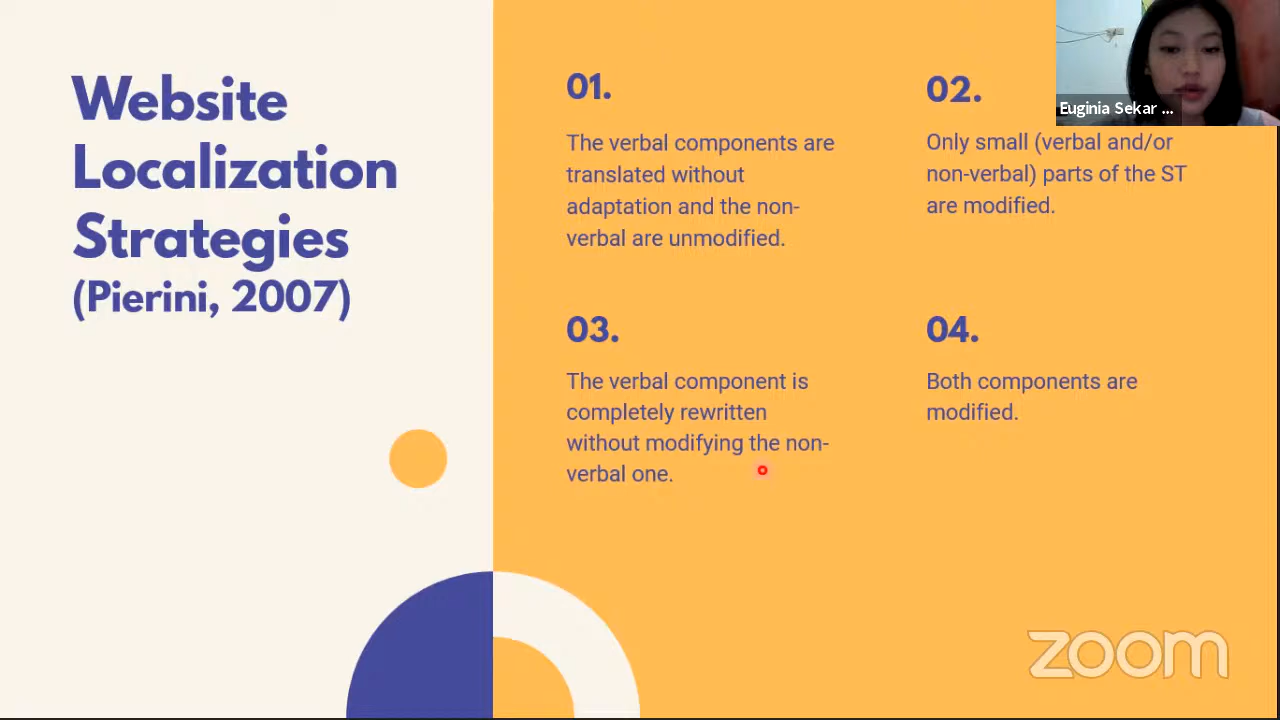 Website
Localization
Strategies
(Pierini, 2007)
01.
The verbal components are
translated without
adaptation and the non-
verbal are unmodified.
02.
Only small (verbal and/or
non-verbal) parts of the ST
are modified.
03.
The verbal component is
completely rewritten
without modifying the non-
verbal one.
04.
Both components are
modified.
Euginia Sekar ...
zoom